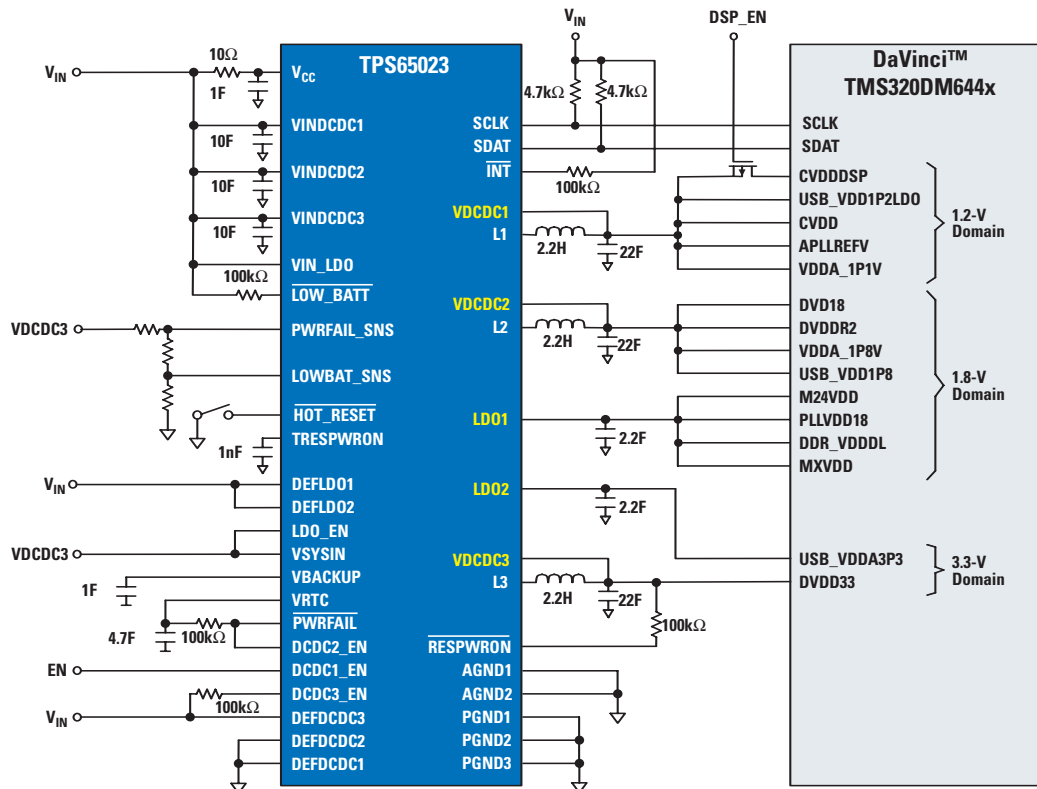 V_IN
DSP_EN
V_IN
10Ω
1F
10F
10F
10F
100kΩ
VDCDC3
1nF
V_IN
VDCDC3
1F
4.7F
100kΩ
EN
100kΩ
V_IN
TPS65023
V_CC
VINDCDC1
VINDCDC2
VINDCDC3
VIN_LDO
LOW_BATT
PWRFAIL_SNS
LOWBAT_SNS
HOT_RESET
TRESPWRON
DEFLDO1
DEFLDO2
LDO_EN
VSYSIN
VBACKUP
VRTC
PWRFAIL
DCDC2_EN
DCDC1_EN
DCDC3_EN
DEFDCDC3
DEFDCDC2
DEFDCDC1
SCLK
SDAT
INT
VDCDC1
L1
VDCDC2
L2
LDO1
LDO2
VDCDC3
L3
RESPWRON
AGND1
AGND2
PGND1
PGND2
PGND3
4.7kΩ
4.7kΩ
100kΩ
2.2H
22F
2.2H
22F
2.2F
2.2F
2.2H
22F
100kΩ
DaVinci™
TMS320DM644x
SCLK
SDAT
CVDDDSP
USB_VDD1P2LDO
CVDD
APLLREFV
VDDA_1P1V
1.2-V
Domain
DVD18
DVDDR2
VDDA_1P8V
USB_VDD1P8
M24VDD
PLLVDD18
DDR_VDDDL
MXVDD
1.8-V
Domain
USB_VDDA3P3
DVDD33
3.3-V
Domain